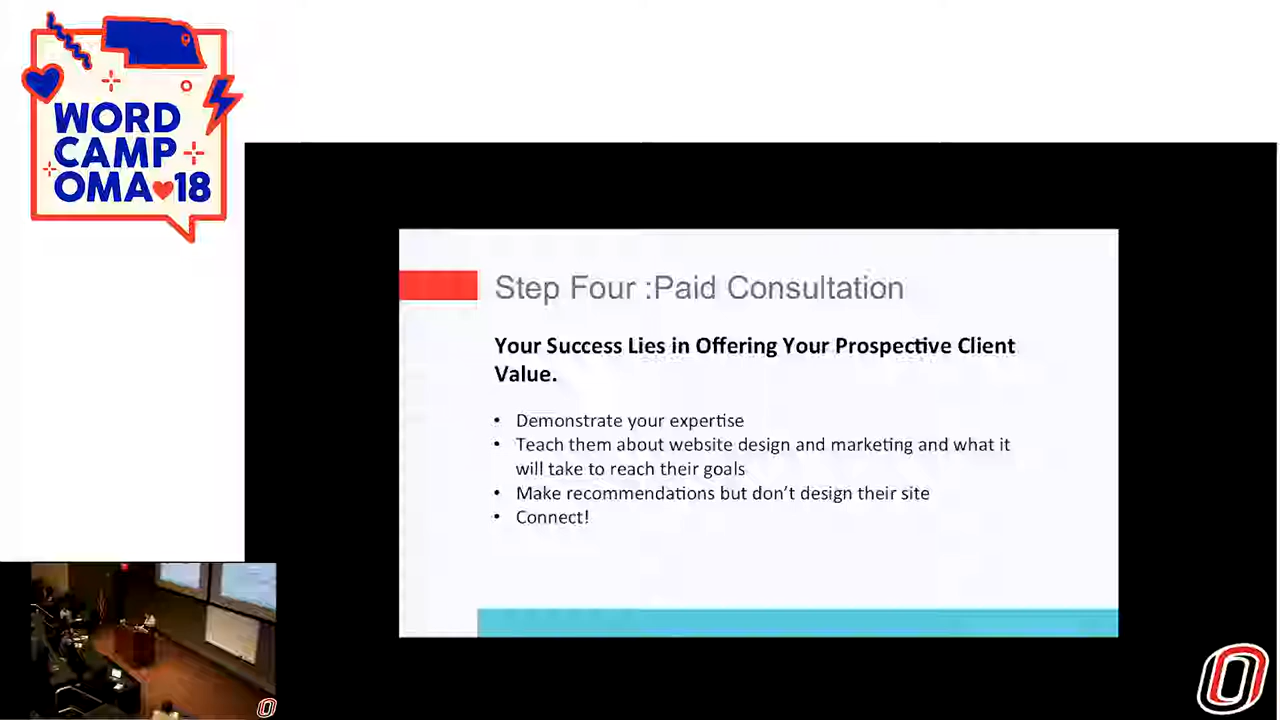 WORD
CAMP
OMA 18
Step Four :Paid Consultation
Your Success Lies in Offering Your Prospective Client
Value.
• Demonstrate your expertise
• Teach them about website design and marketing and what it
will take to reach their goals
• Make recommendations but don't design their site
• Connect!
O
O